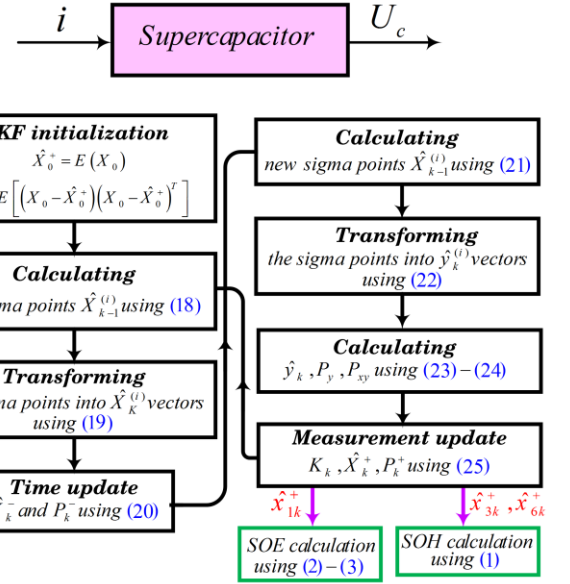 i
Supercapacitor
U_c
KF initialization
X̂_0^+ = E(X_0)
E[(X_0 − X̂_0^+)(X_0 − X̂_0^+)^T]
Calculating
points X̂_{k−1}^{(i)} using (18)
Transforming
points into X̂_K^{(i)} vectors
using (19)
Time update
and P_k^- using (20)
Calculating
new sigma points X̂_{k−1}^{(i)} using (21)
Transforming
the sigma points into ŷ_k^{(i)} vectors
using (22)
Calculating
ŷ_k , P_y , P_xy using (23)−(24)
Measurement update
K_k , X̂_k^+ , P_k^+ using (25)
x̂_{1k}^+
x̂_{3k}^+ , x̂_{6k}^+
SOE calculation
using (2)−(3)
SOH calculation
using (1)